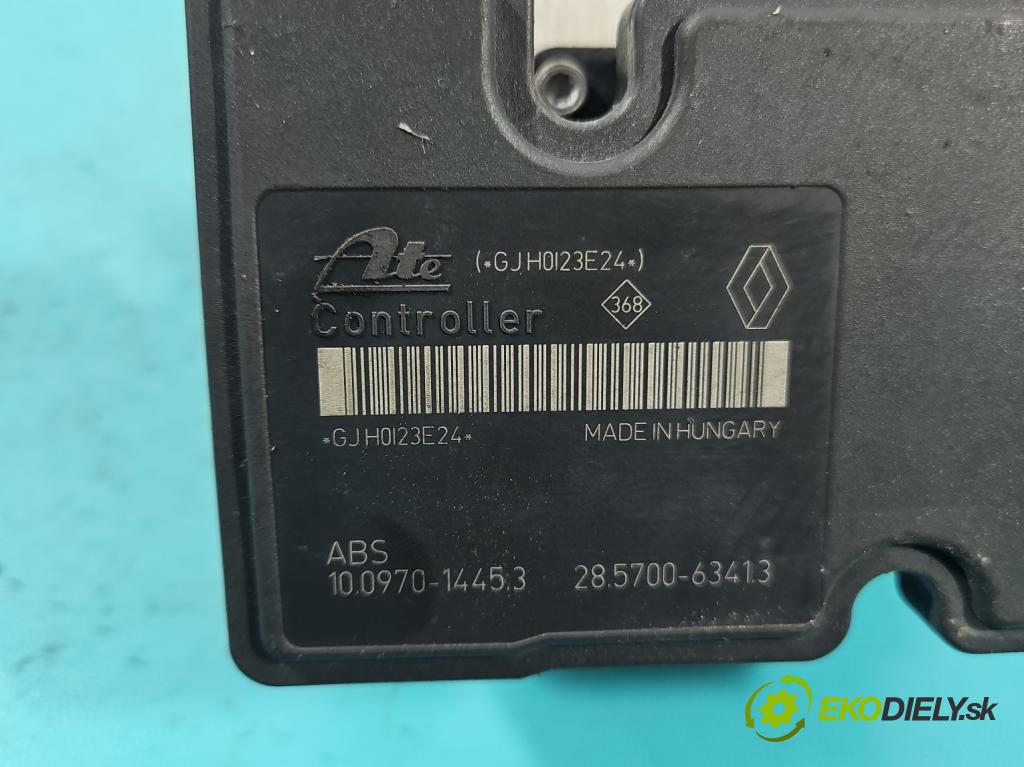 Ate (*GJH0123E24*)
Controller 368
*GJH0123E24* MADE IN HUNGARY
ABS
10.0970-1445.3 28.5700-6341.3
EKODIELY.sk